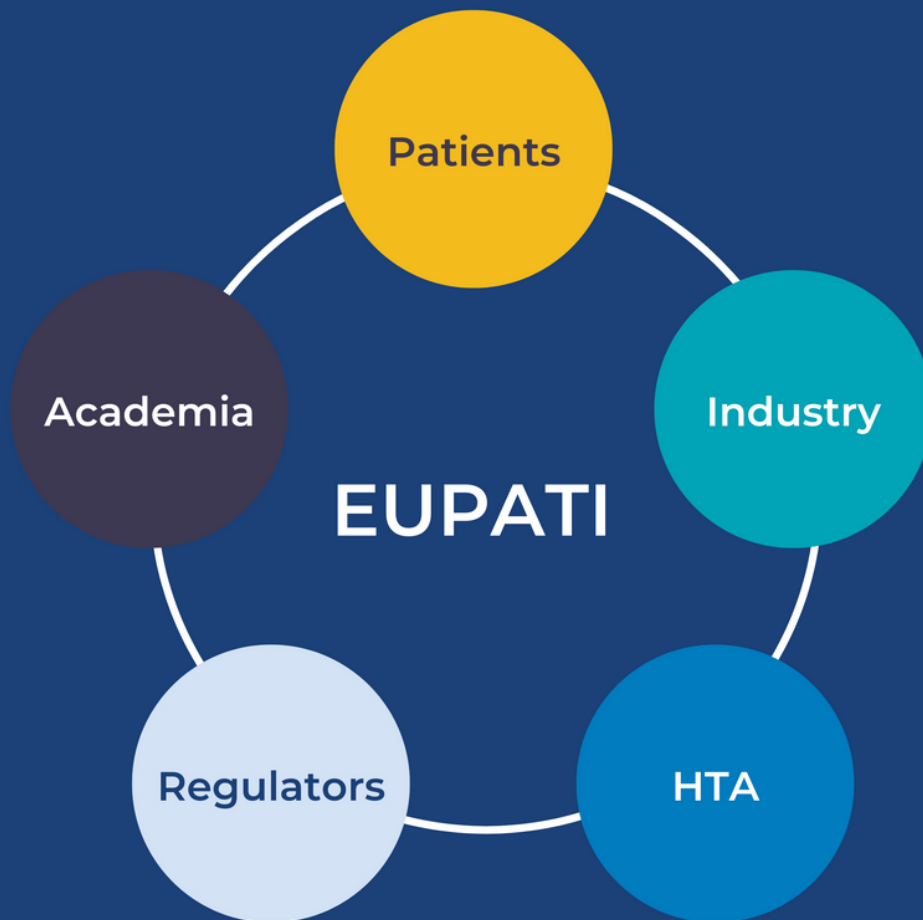 Patients
Academia
Industry
EUPATI
Regulators
HTA